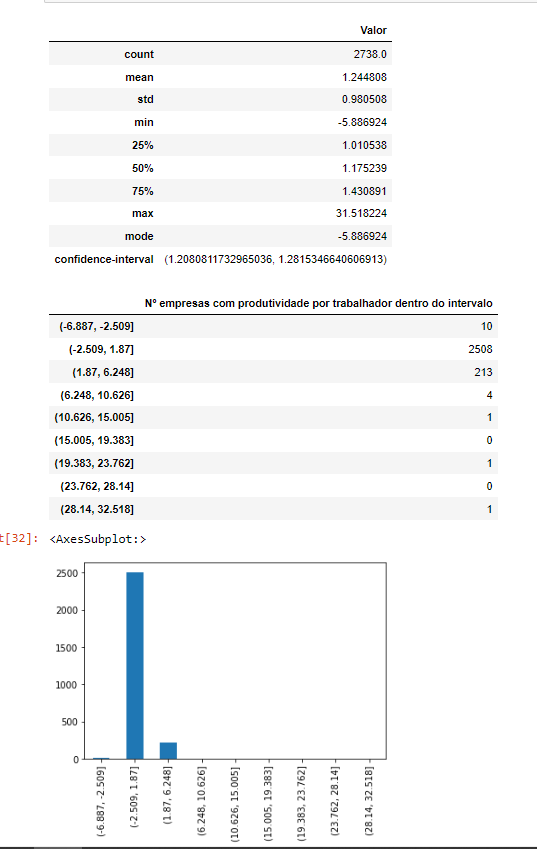 Valor
count 2738.0
mean 1.244808
std 0.980508
min -5.886924
25% 1.010538
50% 1.175239
75% 1.430891
max 31.518224
mode -5.886924
confidence-interval (1.2080811732965036, 1.2815346640606913)
Nº empresas com produtividade por trabalhador dentro do intervalo
(-6.887, -2.509] 10
(-2.509, 1.87] 2508
(1.87, 6.248] 213
(6.248, 10.626] 4
(10.626, 15.005] 1
(15.005, 19.383] 0
(19.383, 23.762] 1
(23.762, 28.14] 0
(28.14, 32.518] 1
t[32]: <AxesSubplot:>
2500
2000
1500
1000
500
0
(-6.887, -2.509]
(-2.509, 1.87]
(1.87, 6.248]
(6.248, 10.626]
(10.626, 15.005]
(15.005, 19.383]
(19.383, 23.762]
(23.762, 28.14]
(28.14, 32.518]